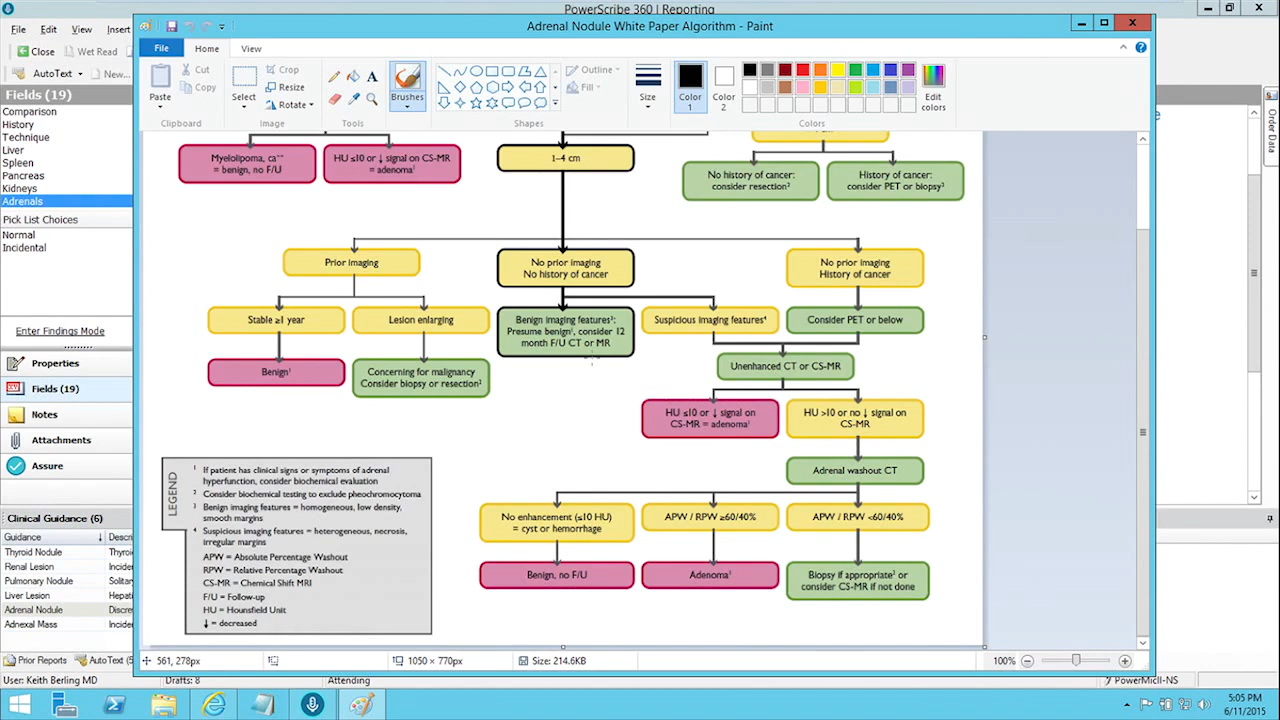 PowerScribe 360 | Reporting
Adrenal Nodule White Paper Algorithm - Paint
File
Edit
View
Insert
Close
Wet Read
AutoText
New...
Fields (19)
Comparison
History
Technique
Liver
Spleen
Pancreas
Kidneys
Adrenals
Pick List Choices
Normal
Incidental
Enter Findings Mode
Properties
Fields (19)
Notes
Attachments
Assure
Clinical Guidance (6)
Guidance
Descr
Thyroid Nodule
Thyroi
Renal Lesion
Incider
Pulmonary Nodule
Solitar
Liver Lesion
Hepati
Adrenal Nodule
Discre
Adnexal Mass
Incider
Prior Reports
AutoText (5
User: Keith Berling MD
Drafts: 8
Attending
PowerMicII-NS
Order Data
File
Home
View
Paste
Cut
Copy
Clipboard
Select
Crop
Resize
Rotate
Image
Tools
Brushes
Shapes
Outline
Fill
Size
Color
1
Color
2
Edit
colors
Colors
Myelolipoma, ca++
= benign, no F/U
HU ≤10 or ↓ signal on CS-MR
= adenoma¹
1–4 cm
No history of cancer:
consider resection²
History of cancer:
consider PET or biopsy²
Prior imaging
No prior imaging
No history of cancer
No prior imaging
History of cancer
Stable ≥1 year
Lesion enlarging
Benign imaging features³:
Presume benign¹, consider 12
month F/U CT or MR
Suspicious imaging features⁴
Consider PET or below
Benign¹
Concerning for malignancy
Consider biopsy or resection²
Unenhanced CT or CS-MR
HU ≤10 or ↓ signal on
CS-MR = adenoma¹
HU >10 or no ↓ signal on
CS-MR
Adrenal washout CT
No enhancement (≤10 HU)
= cyst or hemorrhage
APW / RPW ≥60/40%
APW / RPW <60/40%
Benign, no F/U
Adenoma¹
Biopsy if appropriate² or
consider CS-MR if not done
LEGEND
¹ If patient has clinical signs or symptoms of adrenal
hyperfunction, consider biochemical evaluation
² Consider biochemical testing to exclude pheochromocytoma
³ Benign imaging features = homogeneous, low density,
smooth margins
⁴ Suspicious imaging features = heterogeneous, necrosis,
irregular margins
APW = Absolute Percentage Washout
RPW = Relative Percentage Washout
CS-MR = Chemical Shift MRI
F/U = Follow-up
HU = Hounsfield Unit
↓ = decreased
561, 278px
1050 × 770px
Size: 214.6KB
100%
5:05 PM
6/11/2015